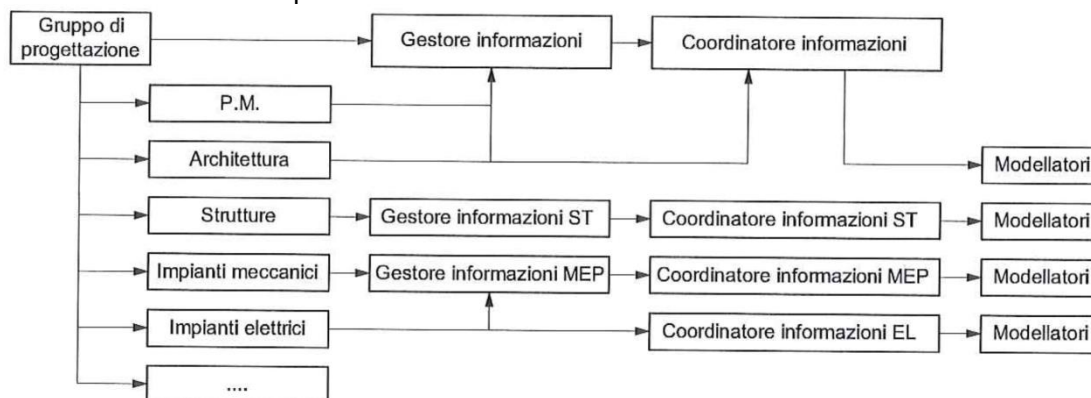 Gruppo di
progettazione
Gestore informazioni
Coordinatore informazioni
P.M.
Architettura
Modellatori
Strutture
Gestore informazioni ST
Coordinatore informazioni ST
Modellatori
Impianti meccanici
Gestore informazioni MEP
Coordinatore informazioni MEP
Modellatori
Impianti elettrici
Coordinatore informazioni EL
Modellatori
....